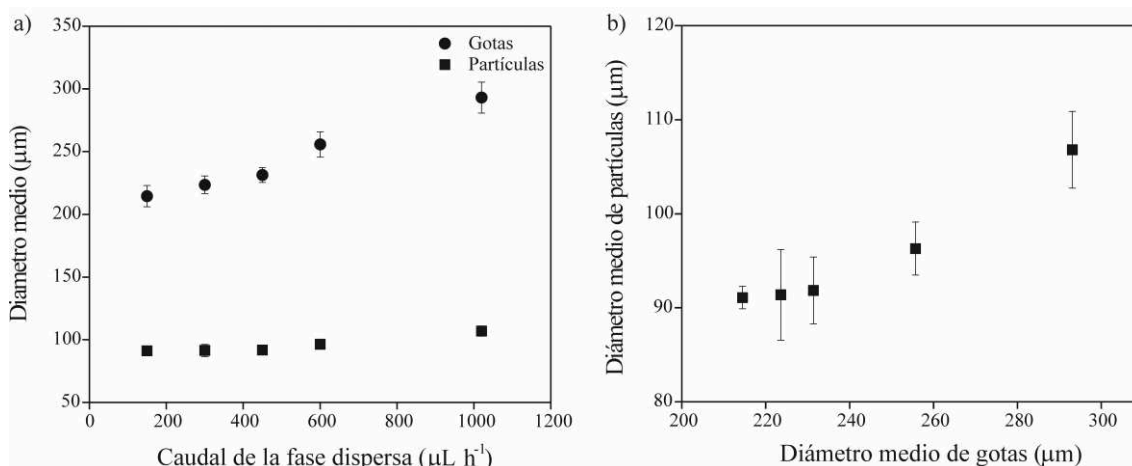 a)
350
300
250
200
150
100
50
Diametro medio (μm)
Gotas
Partículas
0 200 400 600 800 1000 1200
Caudal de la fase dispersa (μL h⁻¹)
b)
120
110
100
90
80
Diámetro medio de partículas (μm)
200 220 240 260 280 300
Diámetro medio de gotas (μm)